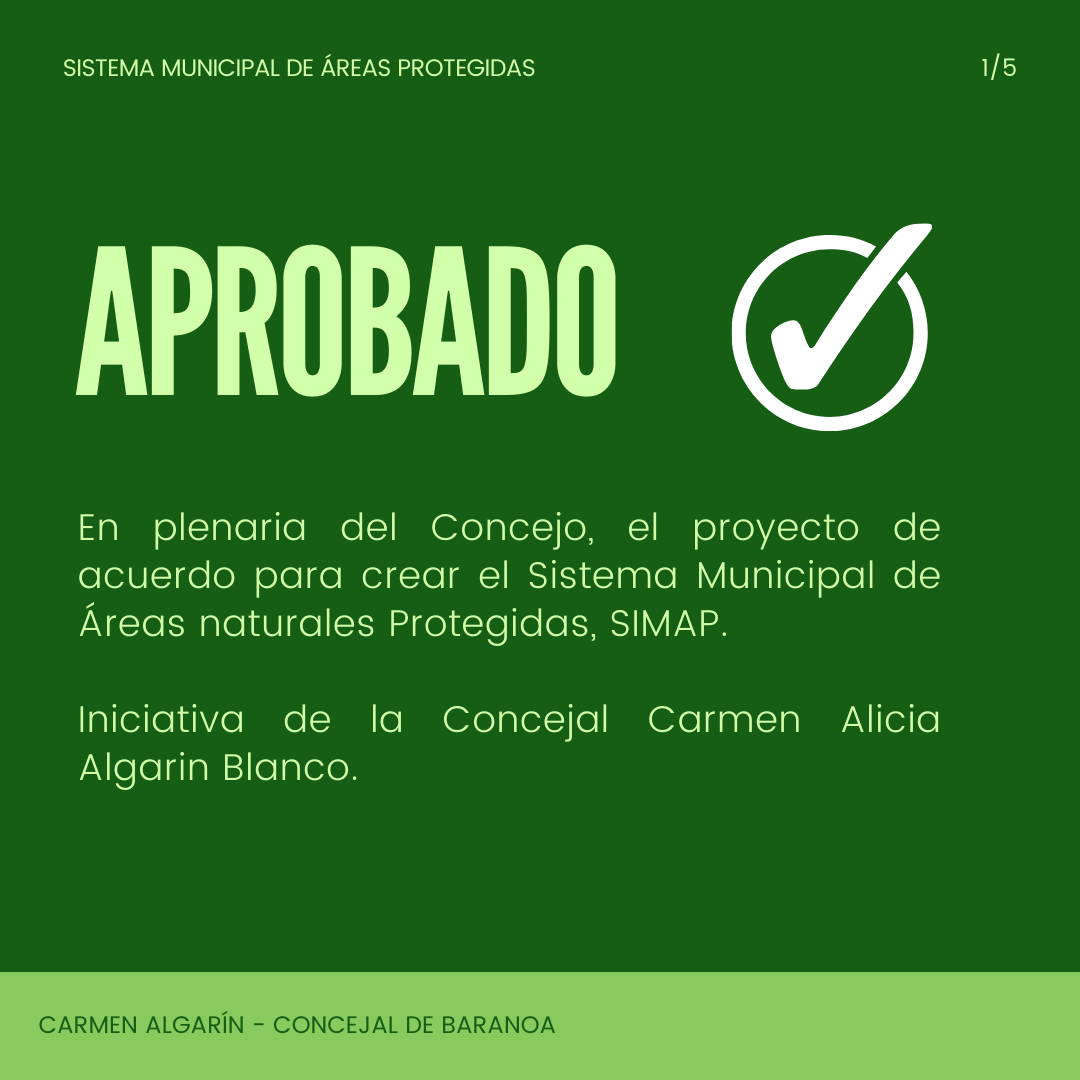 SISTEMA MUNICIPAL DE ÁREAS PROTEGIDAS
1/5
APROBADO
En plenaria del Concejo, el proyecto de
acuerdo para crear el Sistema Municipal de
Áreas naturales Protegidas, SIMAP.
Iniciativa de la Concejal Carmen Alicia
Algarin Blanco.
CARMEN ALGARÍN - CONCEJAL DE BARANOA